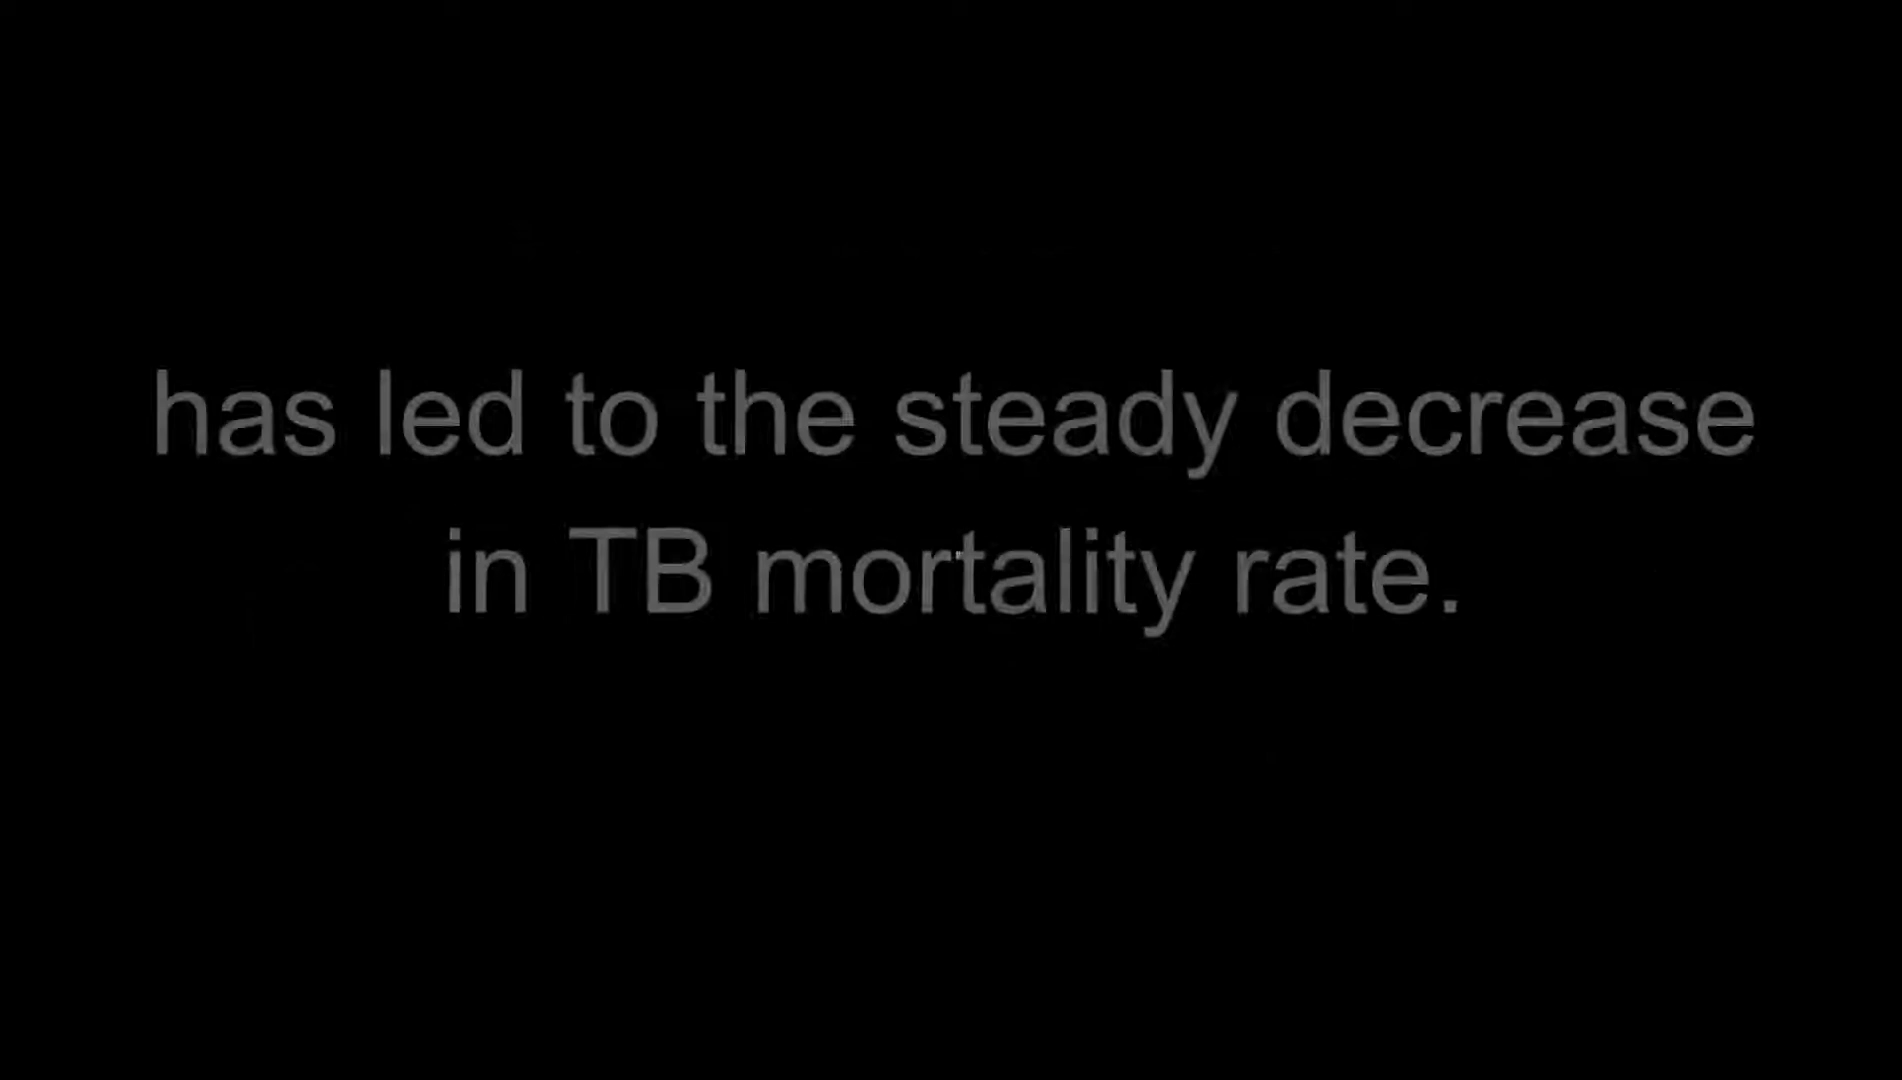 has led to the steady decrease
in TB mortality rate.